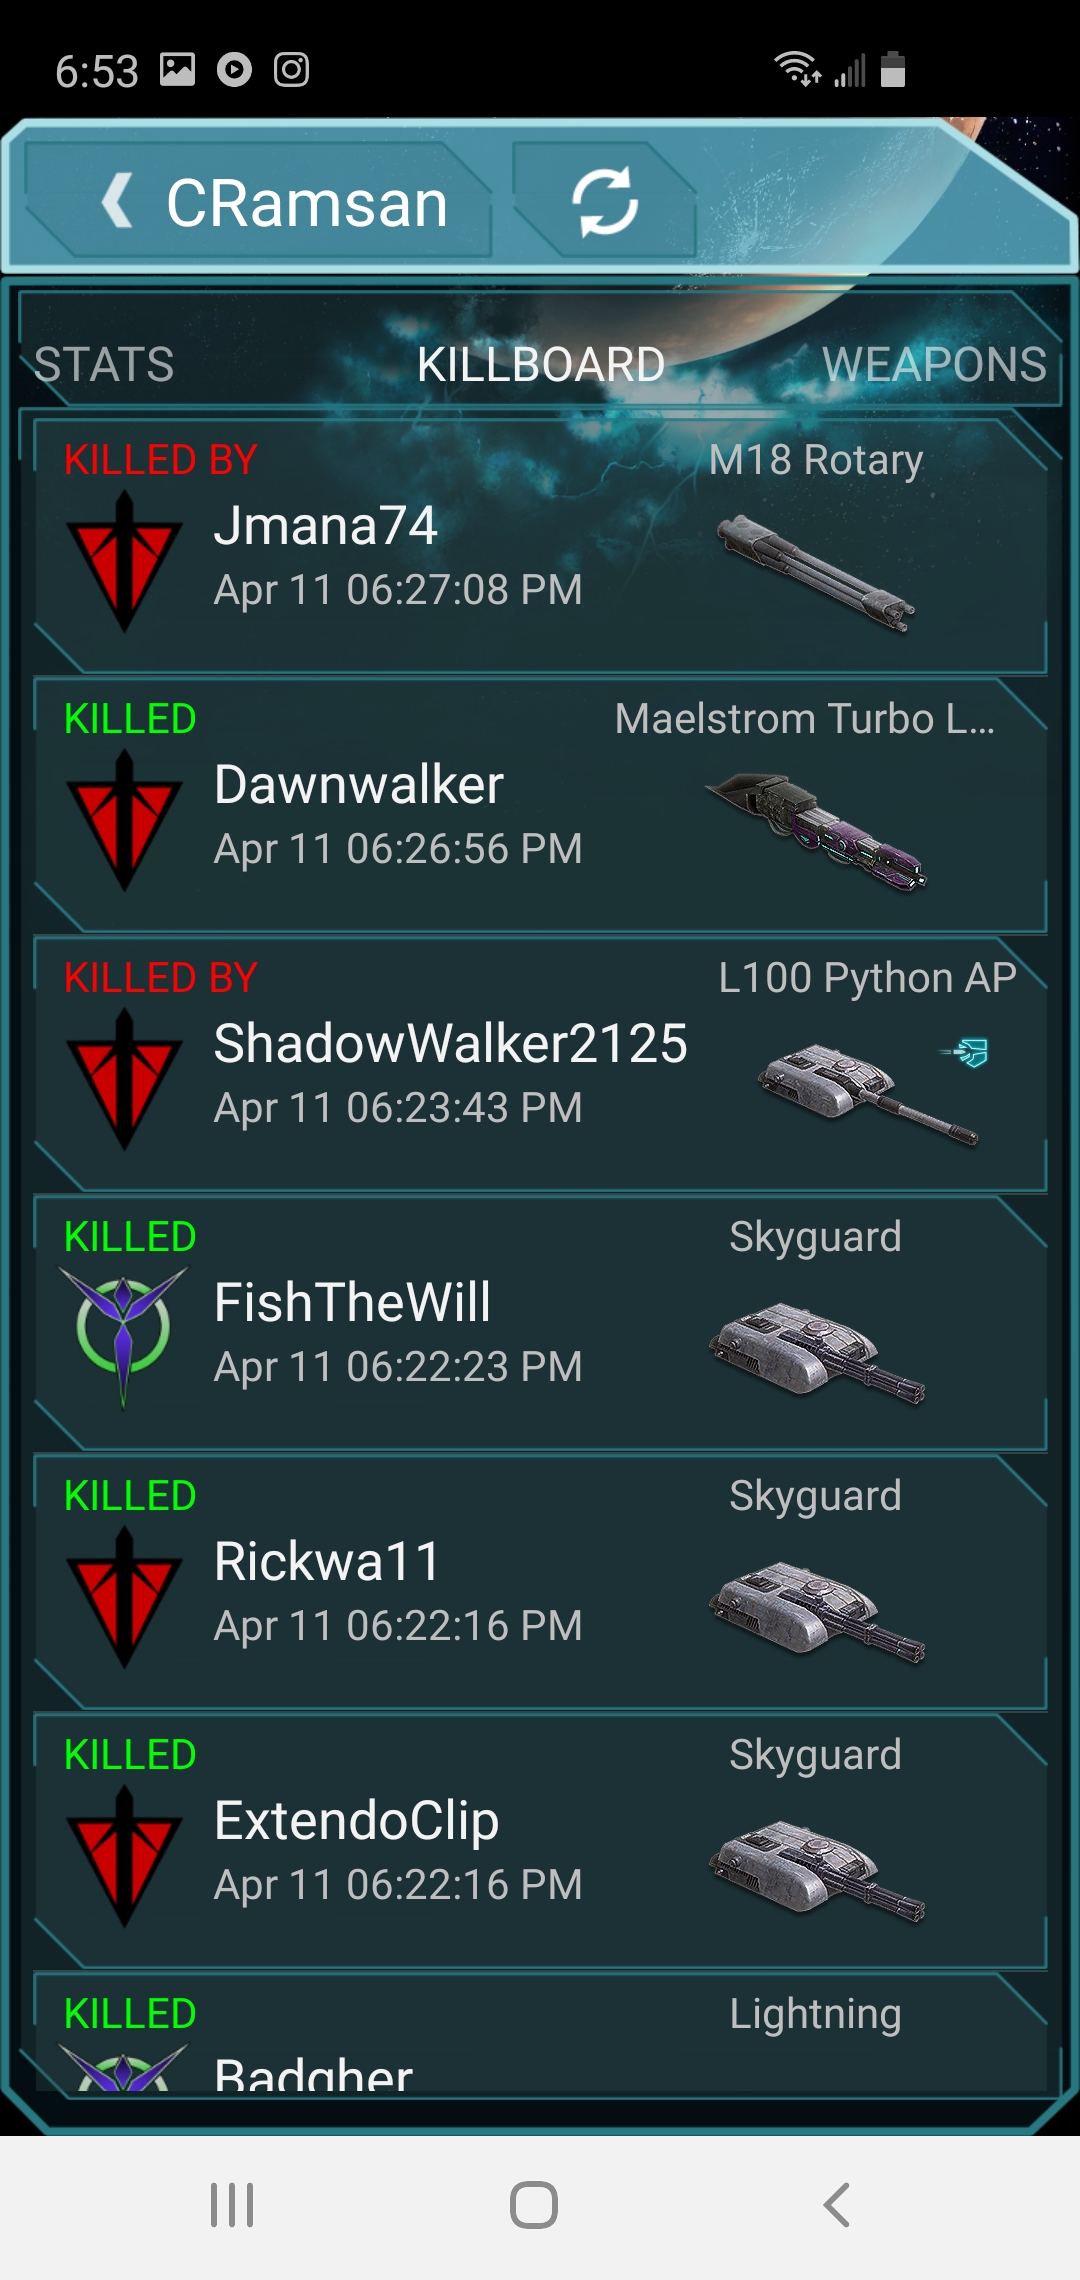 6:53
CRamsan
STATS KILLBOARD WEAPONS
KILLED BY M18 Rotary
Jmana74
Apr 11 06:27:08 PM
KILLED Maelstrom Turbo L...
Dawnwalker
Apr 11 06:26:56 PM
KILLED BY L100 Python AP
ShadowWalker2125
Apr 11 06:23:43 PM
KILLED Skyguard
FishTheWill
Apr 11 06:22:23 PM
KILLED Skyguard
Rickwa11
Apr 11 06:22:16 PM
KILLED Skyguard
ExtendoClip
Apr 11 06:22:16 PM
KILLED Lightning
Badgher